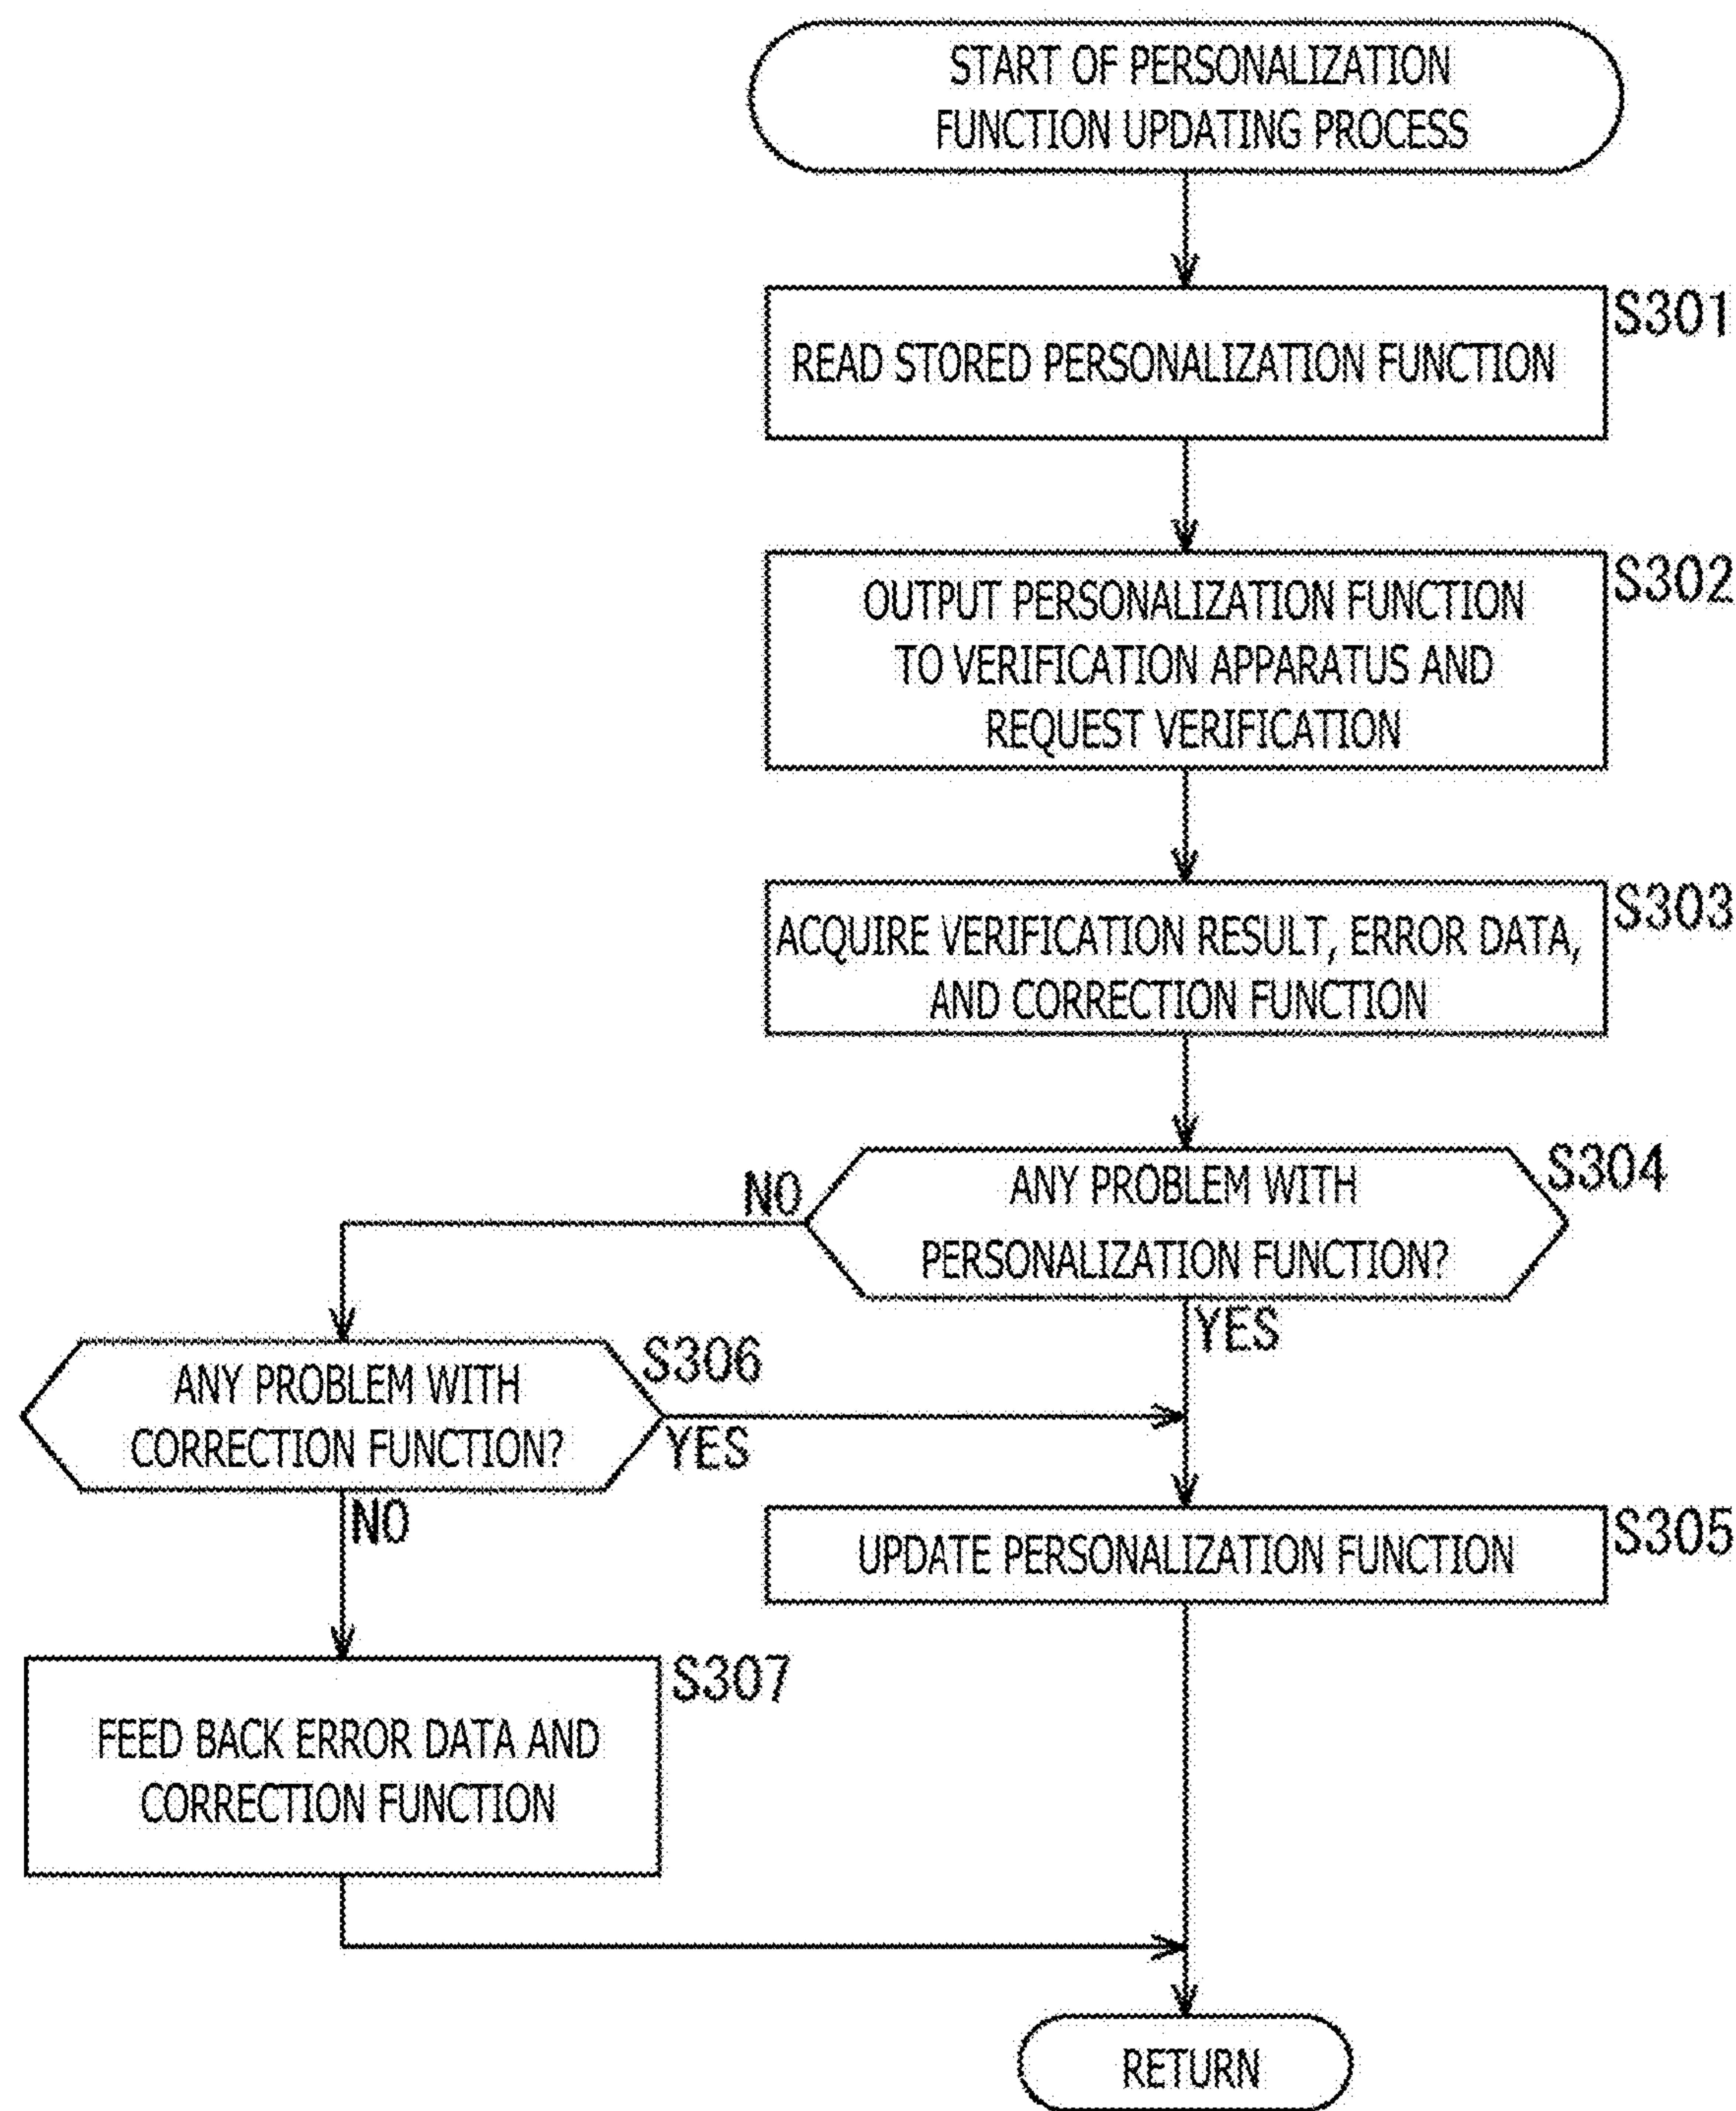 START OF PERSONALIZATION
FUNCTION UPDATING PROCESS
S301
READ STORED PERSONALIZATION FUNCTION
S302
OUTPUT PERSONALIZATION FUNCTION
TO VERIFICATION APPARATUS AND
REQUEST VERIFICATION
S303
ACQUIRE VERIFICATION RESULT, ERROR DATA,
AND CORRECTION FUNCTION
S304
NO
ANY PROBLEM WITH
PERSONALIZATION FUNCTION?
YES
S306
ANY PROBLEM WITH
CORRECTION FUNCTION?
YES
NO
S305
UPDATE PERSONALIZATION FUNCTION
S307
FEED BACK ERROR DATA AND
CORRECTION FUNCTION
RETURN